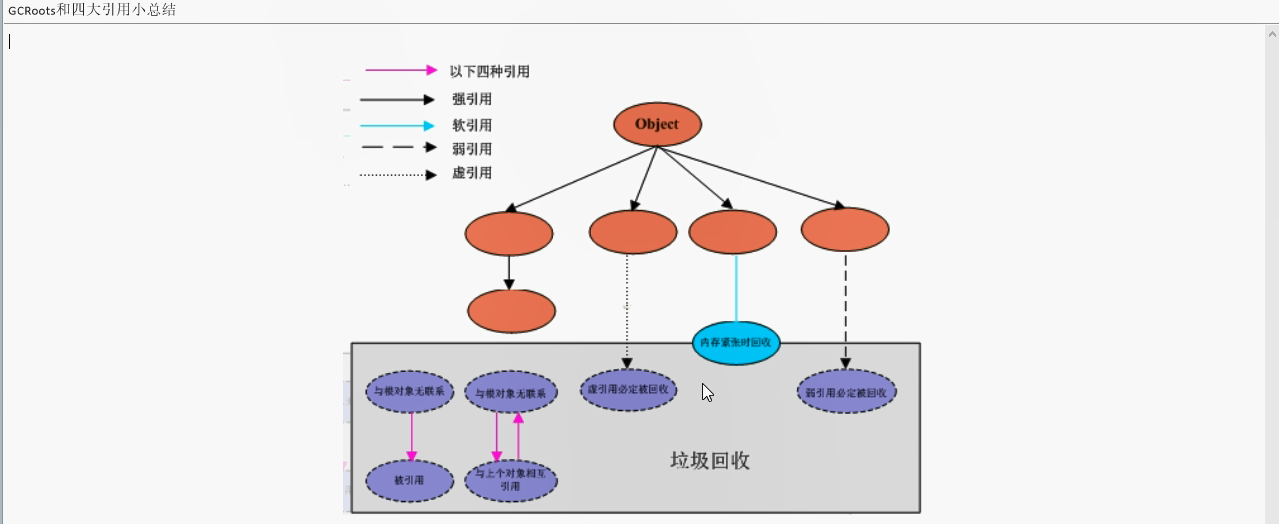 GCRoots和四大引用小总结
以下四种引用
强引用
软引用
弱引用
虚引用
Object
内存紧张时回收
与根对象无联系
与根对象无联系
虚引用必定被回收
弱引用必定被回收
被引用
与上个对象相互
引用
垃圾回收